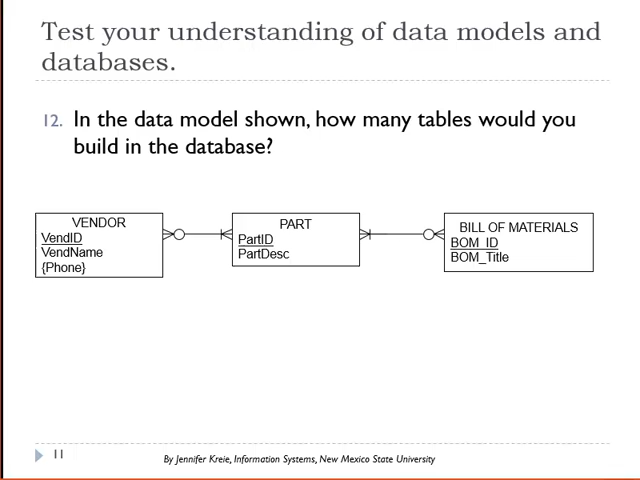 Test your understanding of data models and
databases.
12. In the data model shown, how many tables would you
build in the database?
VENDOR
VendID
VendName
{Phone}
PART
PartID
PartDesc
BILL OF MATERIALS
BOM_ID
BOM_Title
11
By Jennifer Kreie, Information Systems, New Mexico State University